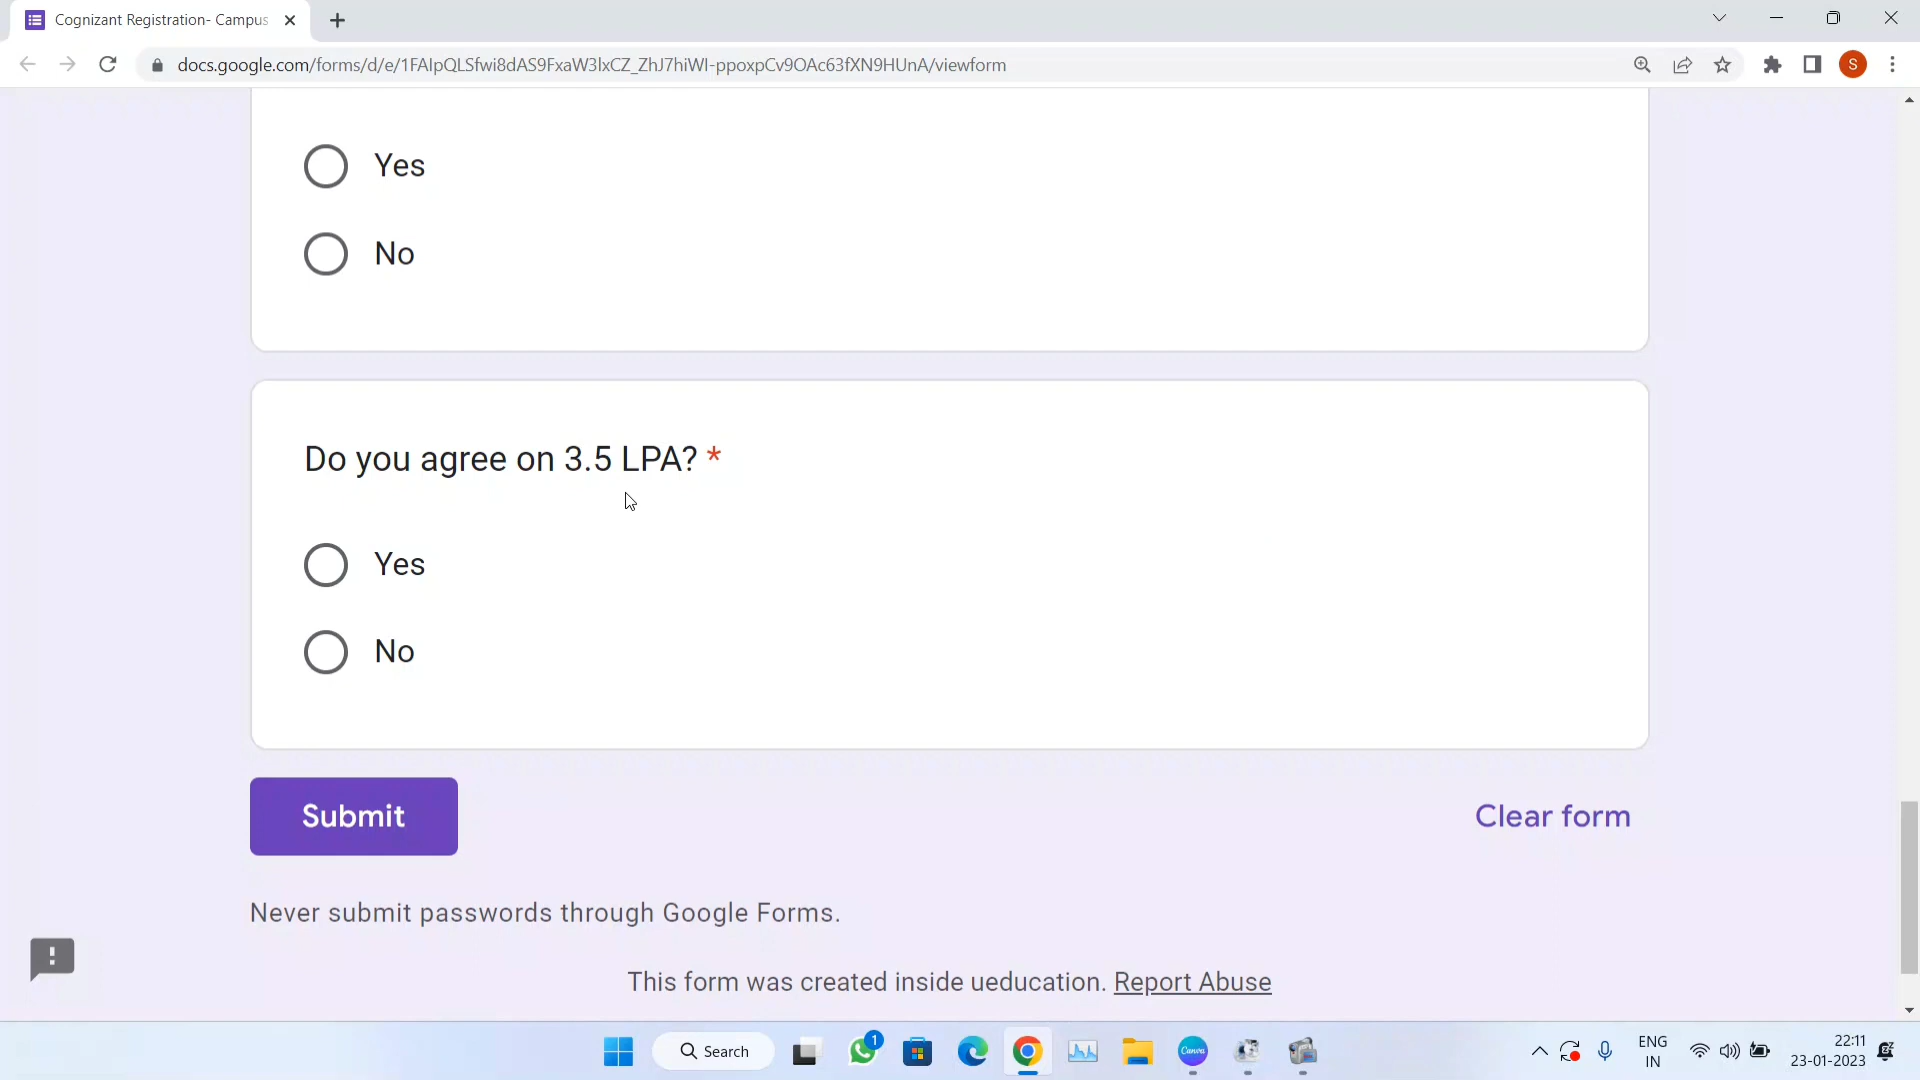 Cognizant Registration- Campus
docs.google.com/forms/d/e/1FAIpQLSfwi8dAS9FxaW3lxCZ_ZhJ7hiWI-ppoxpCv9OAc63fXN9HUnA/viewform
S
Yes
No
Do you agree on 3.5 LPA? *
Yes
No
Submit
Clear form
Never submit passwords through Google Forms.
This form was created inside ueducation. Report Abuse
Search
1
Canva
ENG
IN
22:11
23-01-2023